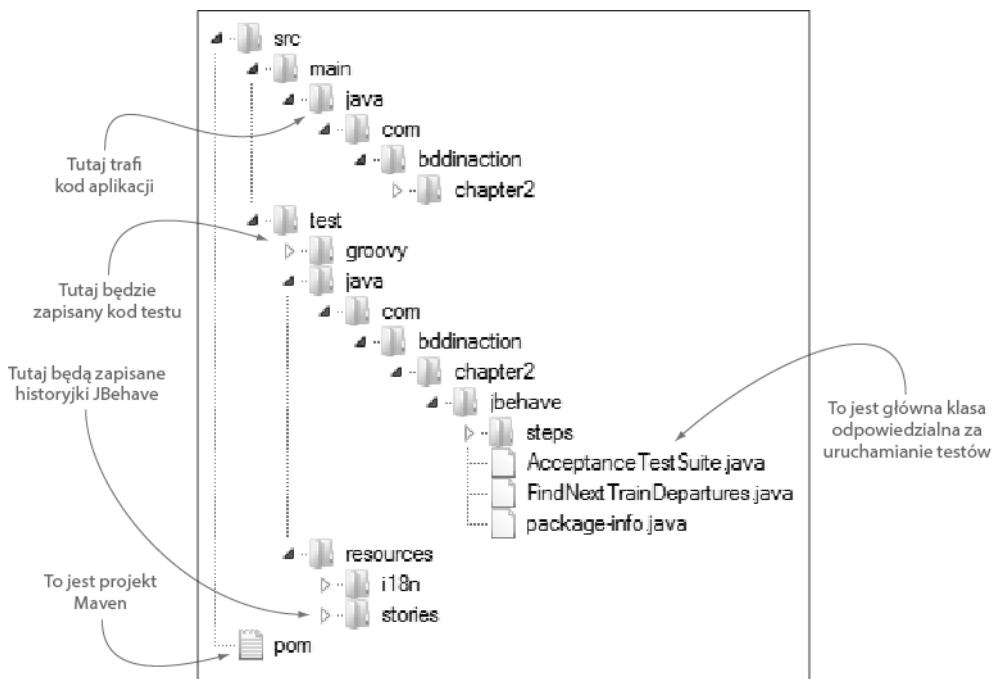 src
main
java
com
bddinaction
chapter2
test
groovy
java
com
bddinaction
chapter2
jbehave
steps
AcceptanceTestSuite.java
FindNextTrainDepartures.java
package-info.java
resources
i18n
stories
pom
Tutaj trafi
kod aplikacji
Tutaj będzie
zapisany kod testu
Tutaj będą zapisane
historyjki JBehave
To jest projekt
Maven
To jest główna klasa
odpowiedzialna za
uruchamianie testów